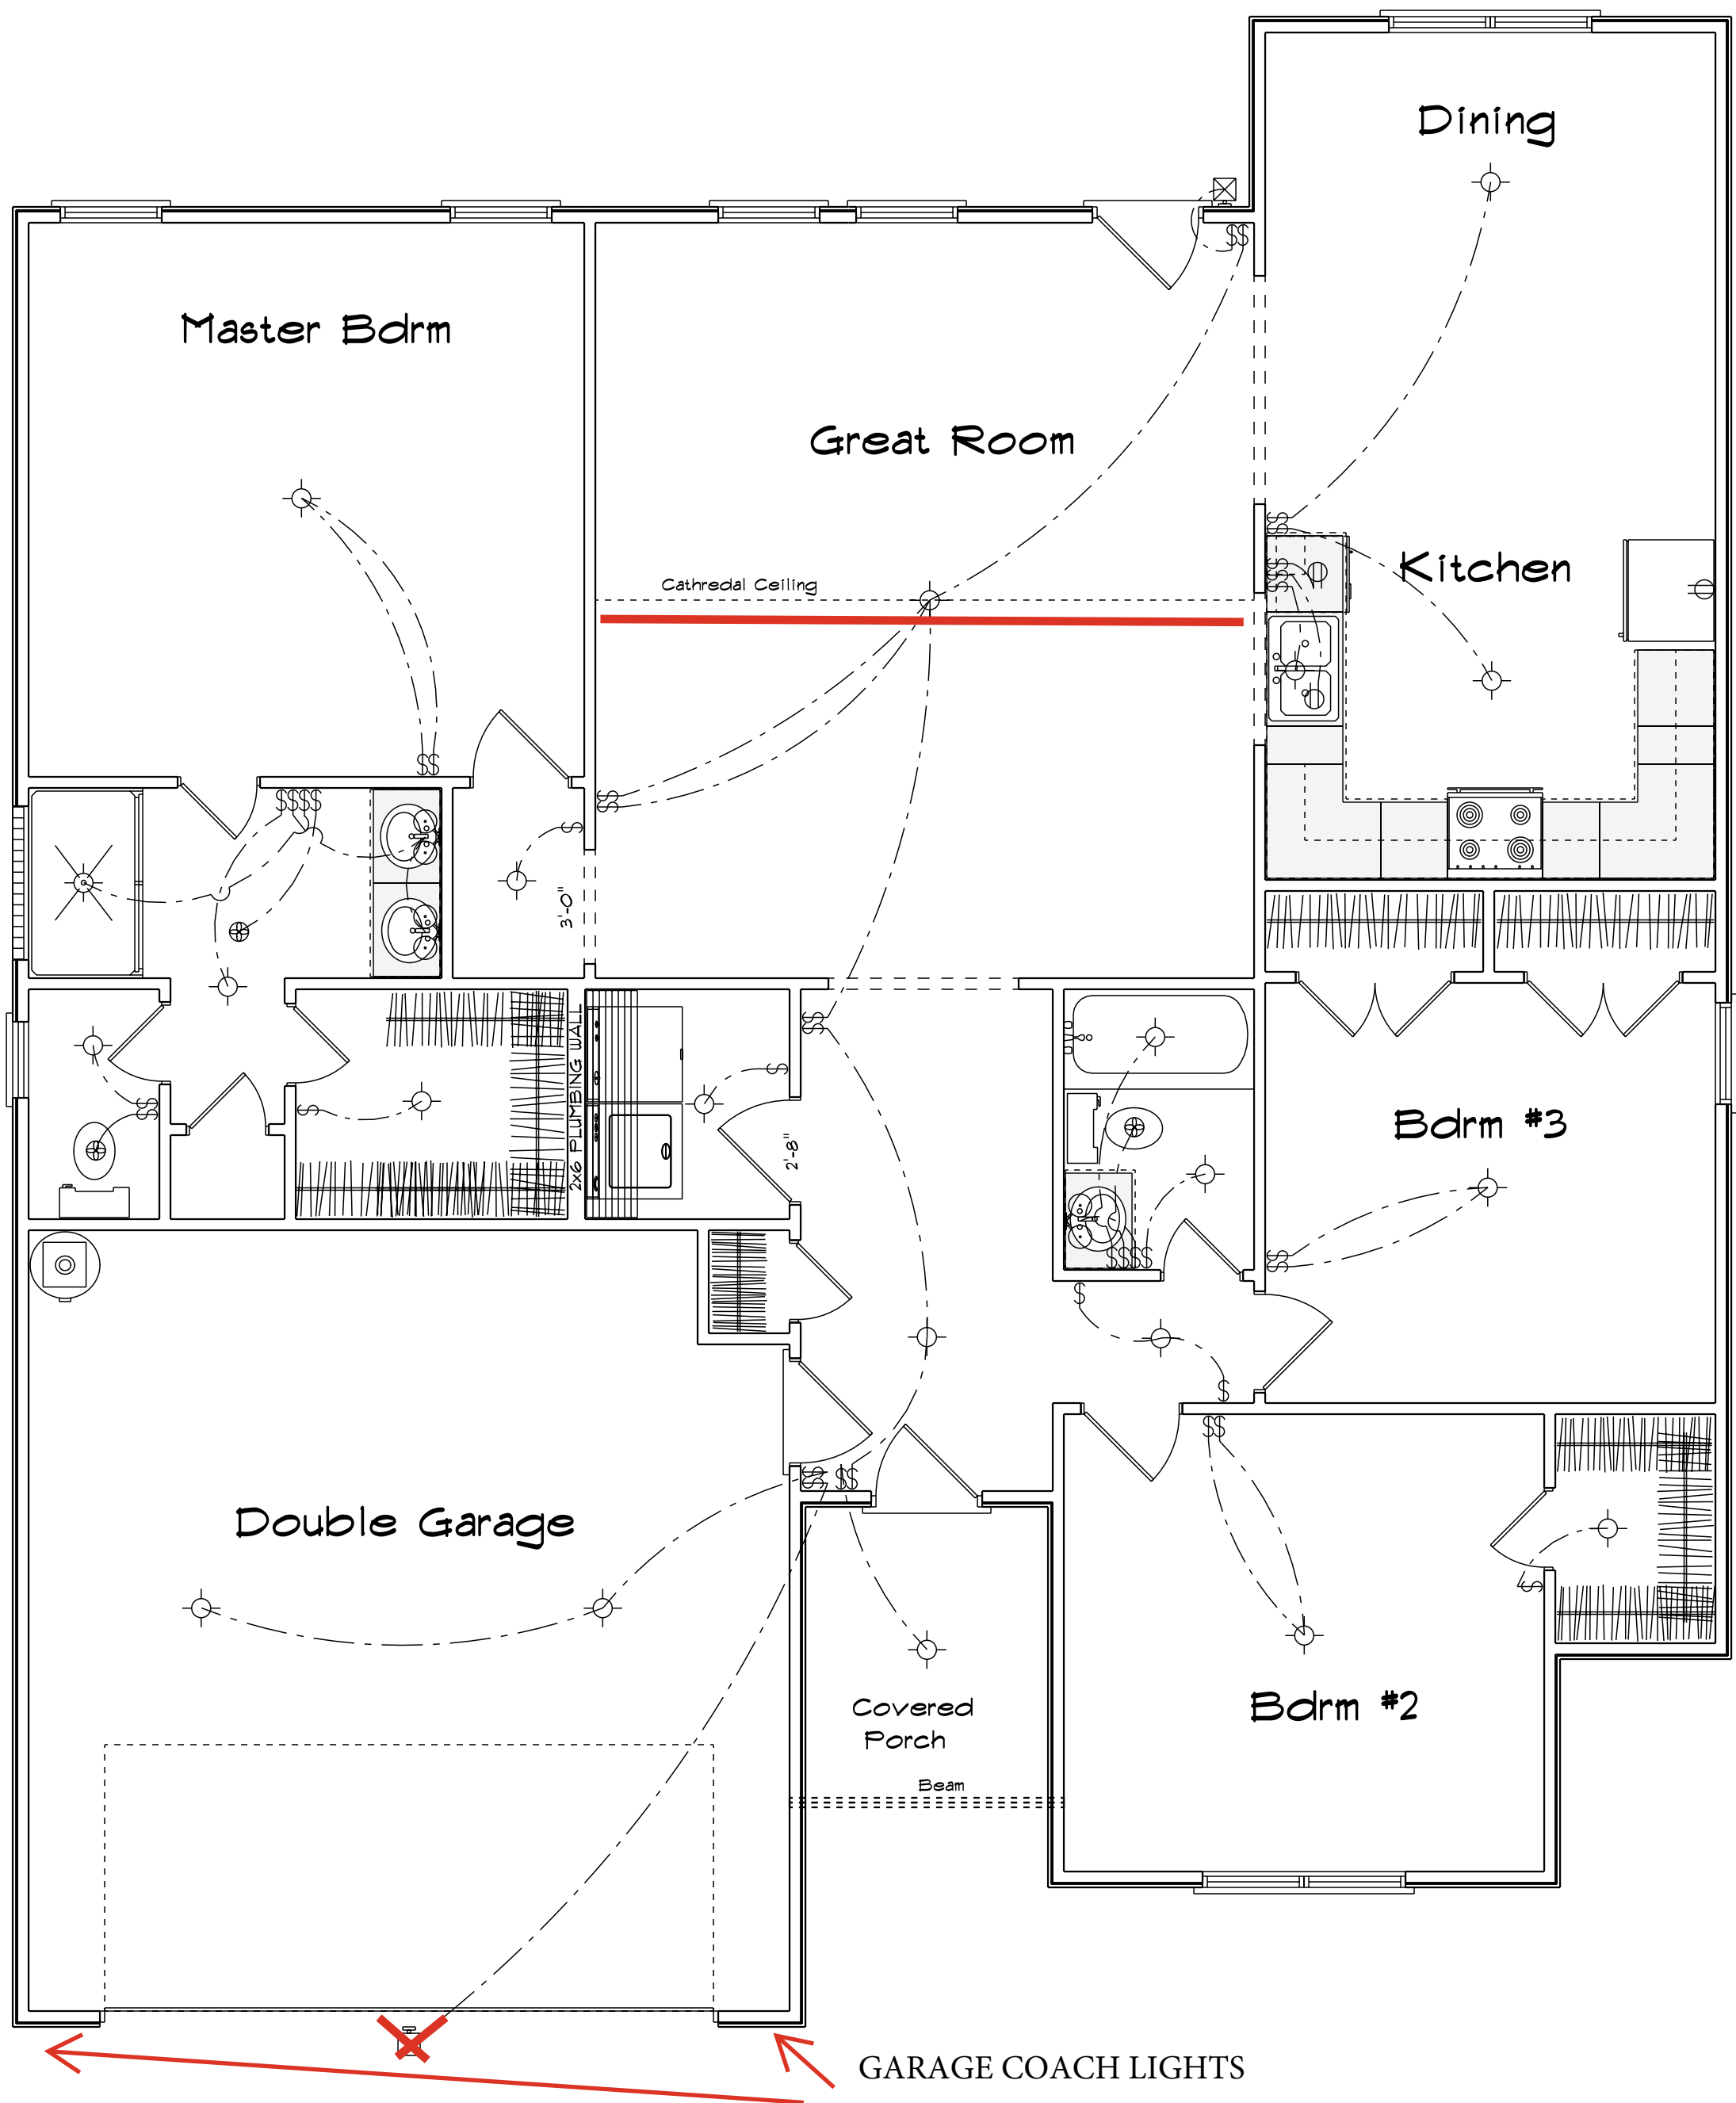 Dining
Master Bdrm
Great Room
Cathredal Ceiling
Kitchen
3'-0"
2x6 PLUMBING WALL
2'-8"
Bdrm #3
Double Garage
Covered
Porch
Beam
Bdrm #2
GARAGE COACH LIGHTS